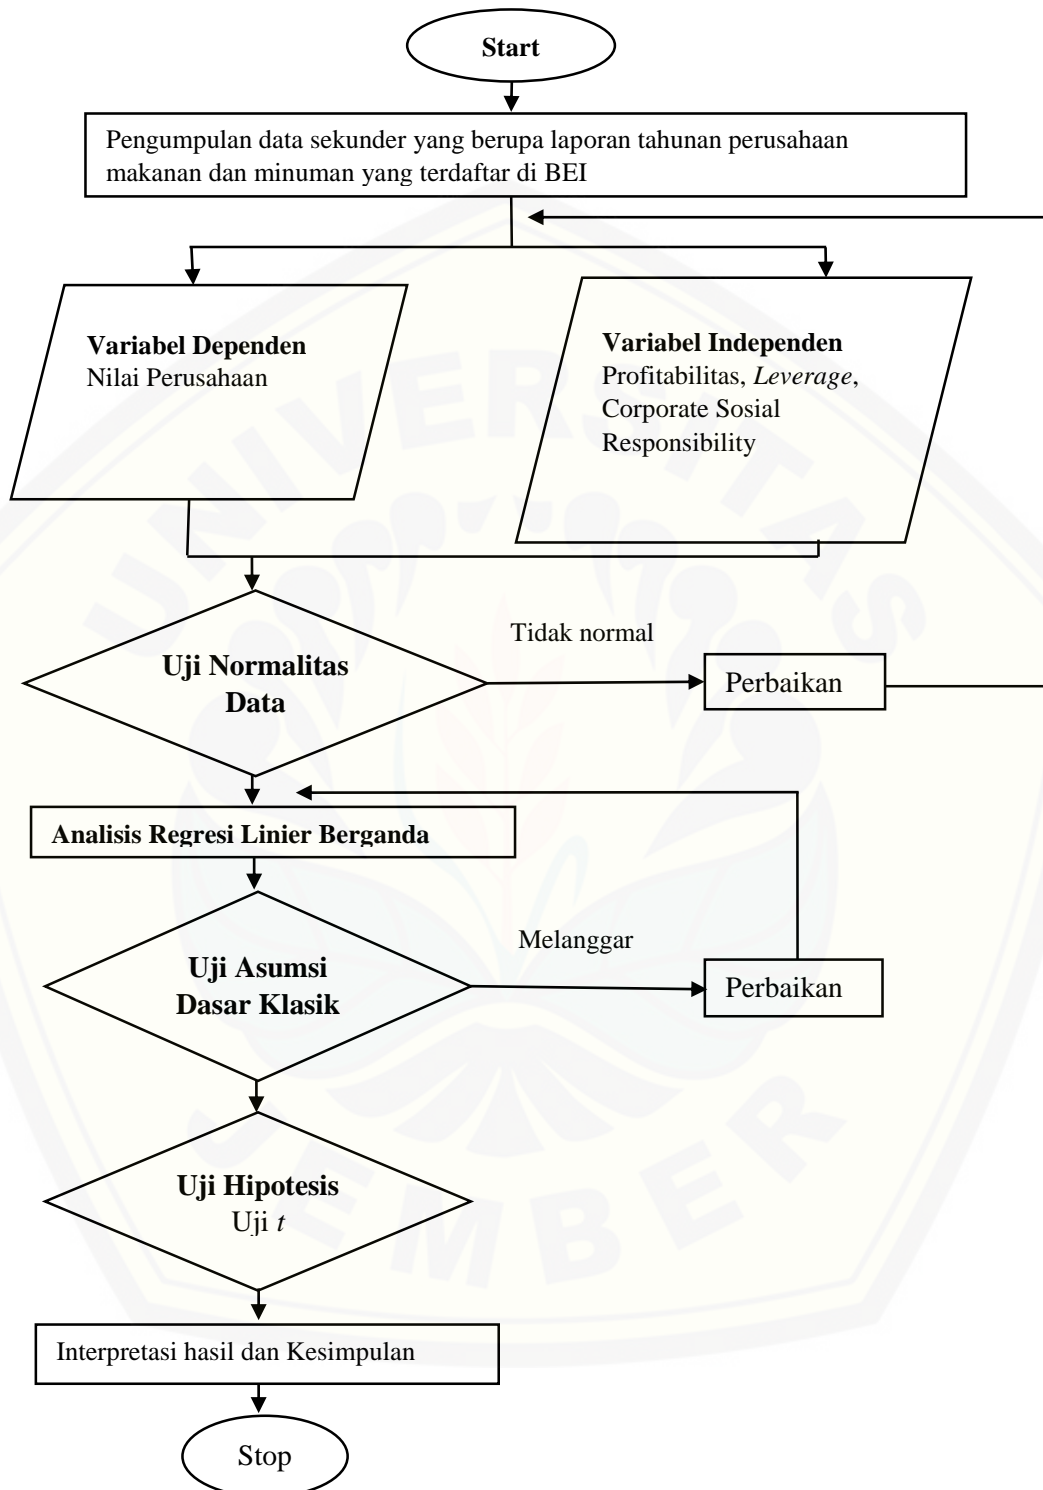 Start
Pengumpulan data sekunder yang berupa laporan tahunan perusahaan
makanan dan minuman yang terdaftar di BEI
Variabel Dependen
Nilai Perusahaan
Variabel Independen
Profitabilitas, Leverage,
Corporate Sosial
Responsibility
Uji Normalitas
Data
Tidak normal
Perbaikan
Analisis Regresi Linier Berganda
Uji Asumsi
Dasar Klasik
Melanggar
Perbaikan
Uji Hipotesis
Uji t
Interpretasi hasil dan Kesimpulan
Stop
UNIVERSITAS
JEMBER